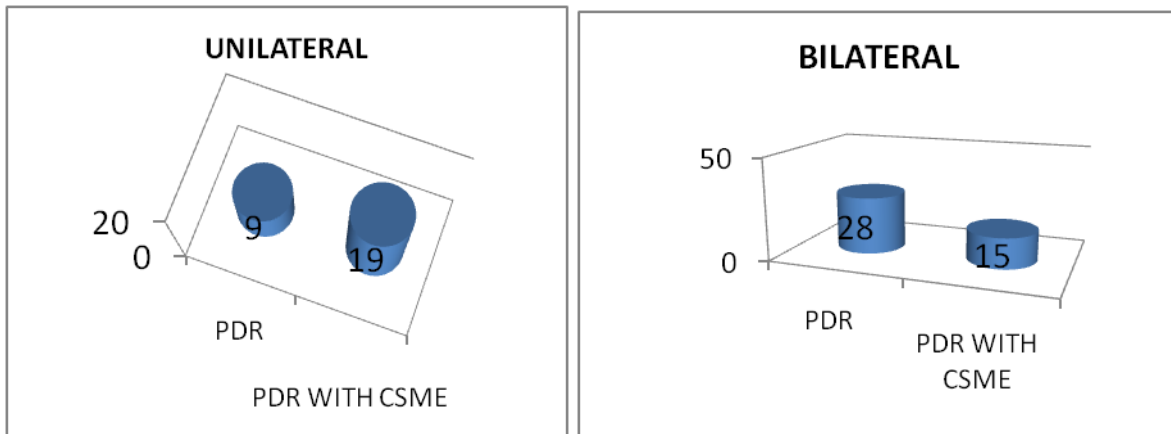 UNILATERAL
20
0
9
19
PDR
PDR WITH CSME
BILATERAL
50
0
28
15
PDR
PDR WITH
CSME